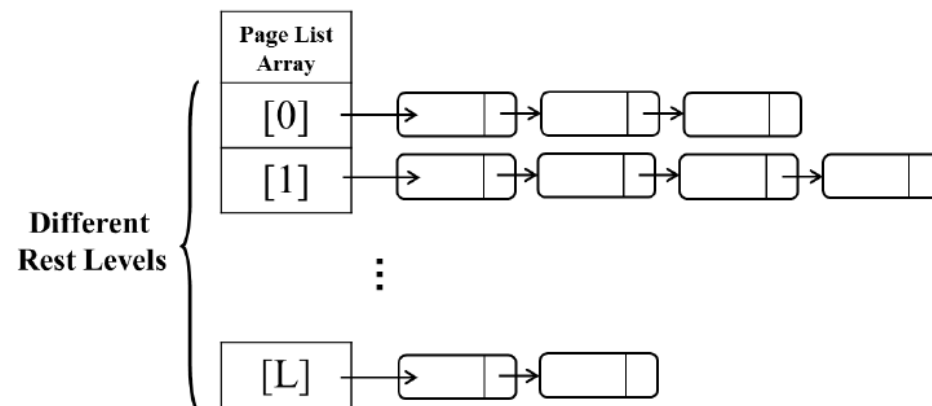 Page List
Array
[0]
[1]
Different
Rest Levels
[L]